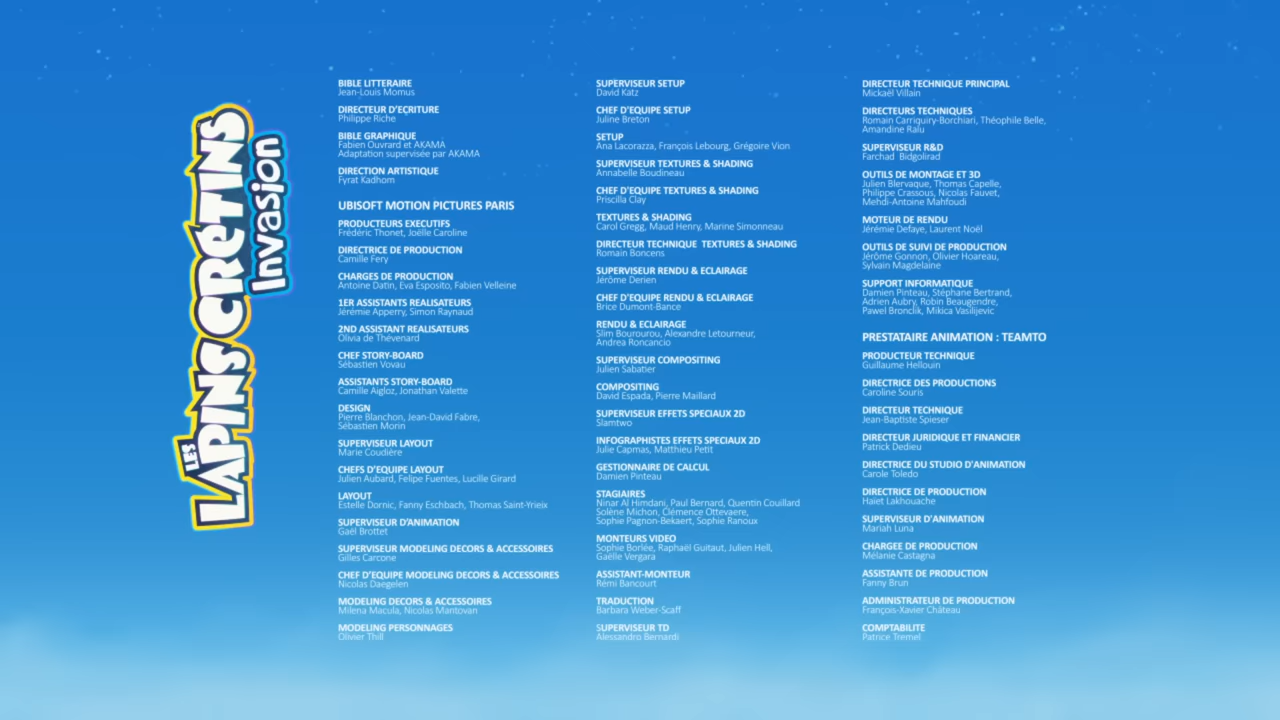 LES
LAPINS CRETINS
Invasion
BIBLE LITTERAIRE
Jean-Louis Momus
DIRECTEUR D'ECRITURE
Philippe Riche
BIBLE GRAPHIQUE
Fabien Ouvrard et AKAMA
Adaptation supervisée par AKAMA
DIRECTION ARTISTIQUE
Fyrat Kadhom
UBISOFT MOTION PICTURES PARIS
PRODUCTEURS EXECUTIFS
Frédéric Thonet, Joëlle Caroline
DIRECTRICE DE PRODUCTION
Camille Fery
CHARGES DE PRODUCTION
Antoine Datin, Eva Esposito, Fabien Velleine
1ER ASSISTANTS REALISATEURS
Jérémie Apperry, Simon Raynaud
2ND ASSISTANT REALISATEURS
Olivia de Thévenard
CHEF STORY-BOARD
Sébastien Vovau
ASSISTANTS STORY-BOARD
Camille Aigloz, Jonathan Valette
DESIGN
Pierre Blanchon, Jean-David Fabre,
Sébastien Morin
SUPERVISEUR LAYOUT
Marie Coudière
CHEFS D'EQUIPE LAYOUT
Julien Aubard, Felipe Fuentes, Lucille Girard
LAYOUT
Estelle Dornic, Fanny Eschbach, Thomas Saint-Yrieix
SUPERVISEUR D'ANIMATION
Gaël Brottet
SUPERVISEUR MODELING DECORS & ACCESSOIRES
Gilles Carcone
CHEF D'EQUIPE MODELING DECORS & ACCESSOIRES
Nicolas Daegelen
MODELING DECORS & ACCESSOIRES
Milena Macula, Nicolas Mantovan
MODELING PERSONNAGES
Olivier Thill
SUPERVISEUR SETUP
David Katz
CHEF D'EQUIPE SETUP
Juline Breton
SETUP
Ana Lacorazza, François Lebourg, Grégoire Vion
SUPERVISEUR TEXTURES & SHADING
Annabelle Boudineau
CHEF D'EQUIPE TEXTURES & SHADING
Priscilla Clay
TEXTURES & SHADING
Carol Gregg, Maud Henry, Marine Simonneau
DIRECTEUR TECHNIQUE TEXTURES & SHADING
Romain Boncens
SUPERVISEUR RENDU & ECLAIRAGE
Jérôme Derien
CHEF D'EQUIPE RENDU & ECLAIRAGE
Brice Dumont-Bance
RENDU & ECLAIRAGE
Slim Bourourou, Alexandre Letourneur,
Andrea Roncancio
SUPERVISEUR COMPOSITING
Julien Sabatier
COMPOSITING
David Espada, Pierre Maillard
SUPERVISEUR EFFETS SPECIAUX 2D
Slamtwo
INFOGRAPHISTES EFFETS SPECIAUX 2D
Julie Capmas, Matthieu Petit
GESTIONNAIRE DE CALCUL
Damien Pinteau
STAGIAIRES
Ninar Al Himdani, Paul Bernard, Quentin Couillard
Solène Michon, Clémence Ottevaere,
Sophie Pagnon-Bekaert, Sophie Ranoux
MONTEURS VIDEO
Sophie Borlée, Raphaël Guitaut, Julien Hell,
Gaëlle Vergara
ASSISTANT-MONTEUR
Rémi Bancourt
TRADUCTION
Barbara Weber-Scaff
SUPERVISEUR TD
Alessandro Bernardi
DIRECTEUR TECHNIQUE PRINCIPAL
Mickaël Villain
DIRECTEURS TECHNIQUES
Romain Carriquiry-Borchiari, Théophile Belle,
Amandine Ralu
SUPERVISEUR R&D
Farchad Bidgolirad
OUTILS DE MONTAGE ET 3D
Julien Blervaque, Thomas Capelle,
Philippe Crassous, Nicolas Fauvet,
Mehdi-Antoine Mahfoudi
MOTEUR DE RENDU
Jérémie Defaye, Laurent Noël
OUTILS DE SUIVI DE PRODUCTION
Jérôme Gonnon, Olivier Hoareau,
Sylvain Magdelaine
SUPPORT INFORMATIQUE
Damien Pinteau, Stéphane Bertrand,
Adrien Aubry, Robin Beaugendre,
Pawel Bronclik, Mikica Vasilijevic
PRESTATAIRE ANIMATION : TEAMTO
PRODUCTEUR TECHNIQUE
Guillaume Hellouin
DIRECTRICE DES PRODUCTIONS
Caroline Souris
DIRECTEUR TECHNIQUE
Jean-Baptiste Spieser
DIRECTEUR JURIDIQUE ET FINANCIER
Patrick Dedieu
DIRECTRICE DU STUDIO D'ANIMATION
Carole Toledo
DIRECTRICE DE PRODUCTION
Haiet Lakhouache
SUPERVISEUR D'ANIMATION
Mariah Luna
CHARGEE DE PRODUCTION
Mélanie Castagna
ASSISTANTE DE PRODUCTION
Fanny Brun
ADMINISTRATEUR DE PRODUCTION
François-Xavier Château
COMPTABILITE
Patrice Tremel